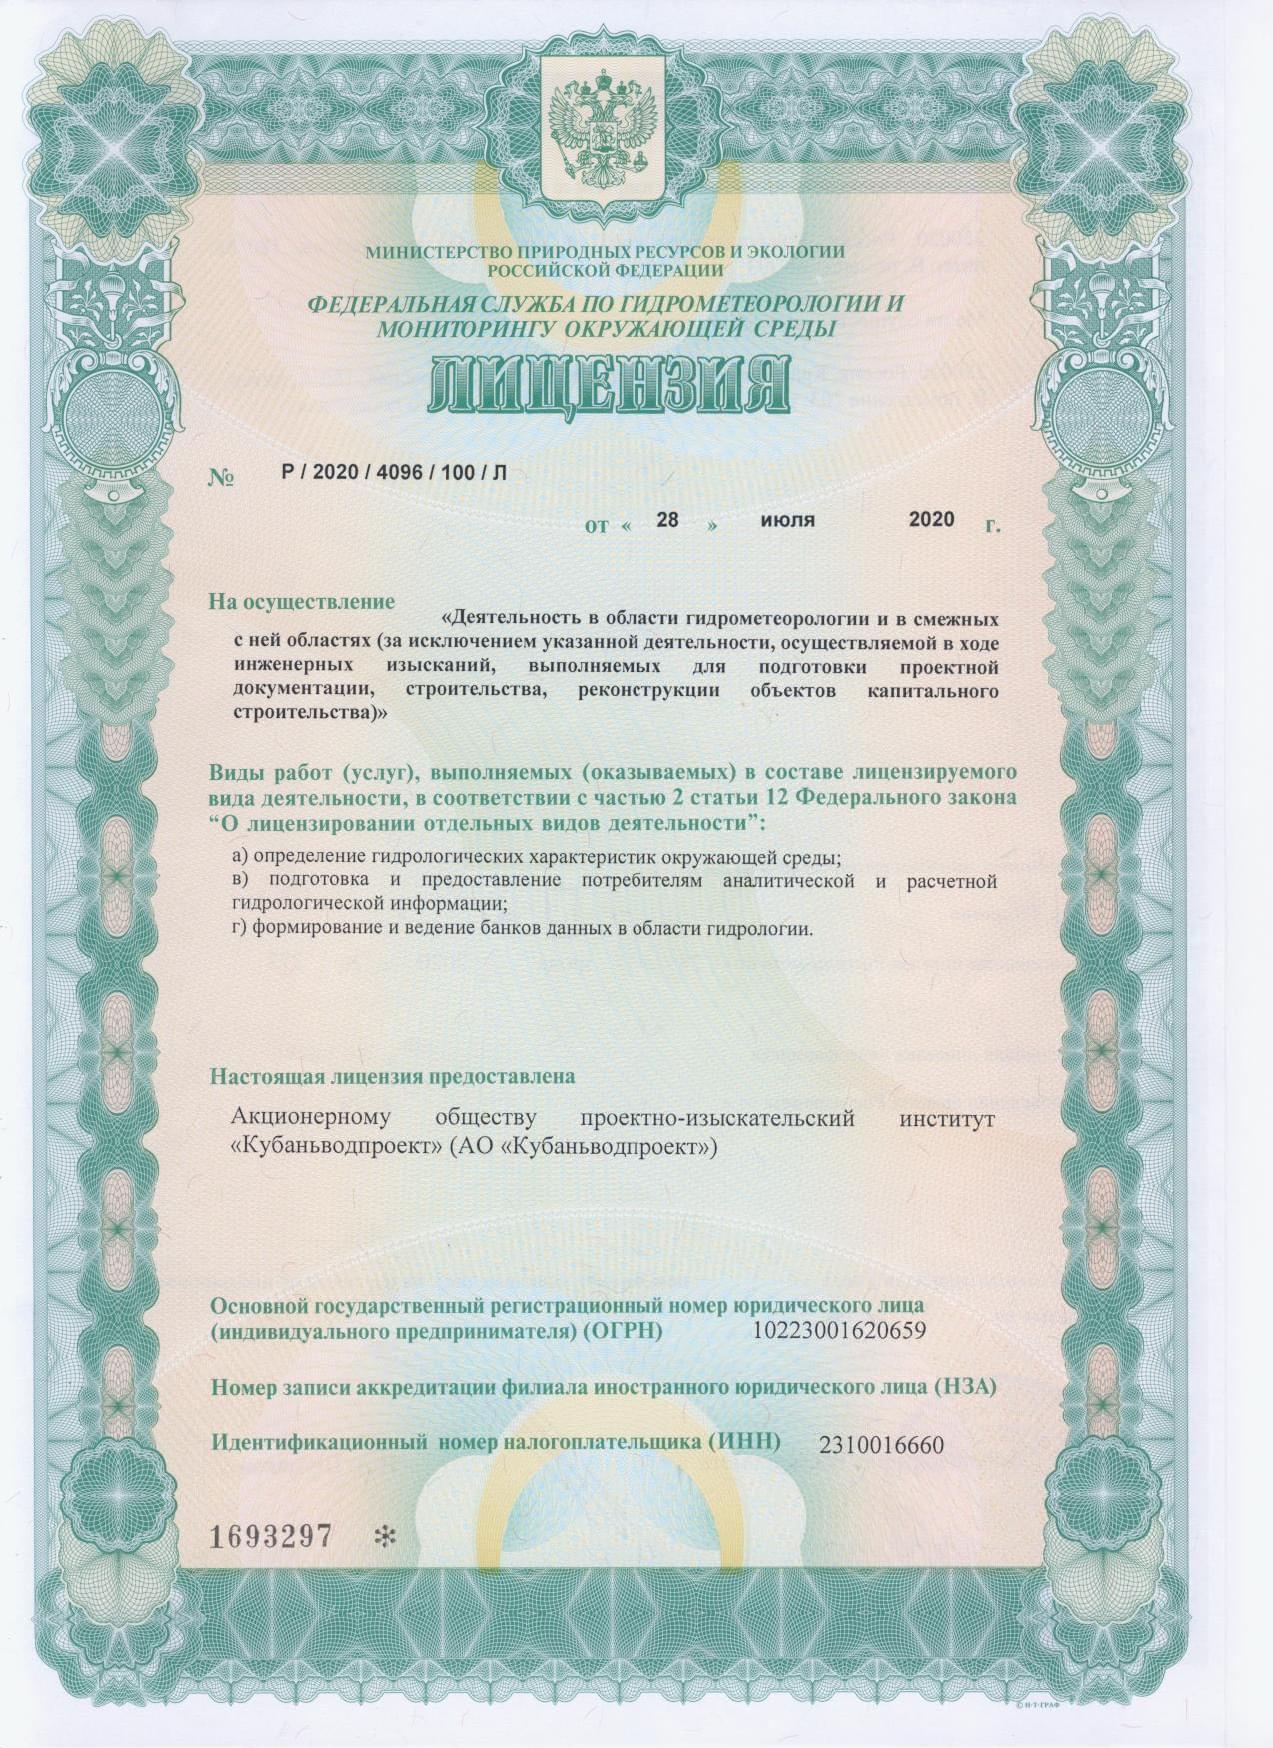 МИНИСТЕРСТВО ПРИРОДНЫХ РЕСУРСОВ И ЭКОЛОГИИ
РОССИЙСКОЙ ФЕДЕРАЦИИ
ФЕДЕРАЛЬНАЯ СЛУЖБА ПО ГИДРОМЕТЕОРОЛОГИИ И
МОНИТОРИНГУ ОКРУЖАЮЩЕЙ СРЕДЫ
ЛИЦЕНЗИЯ
№ Р / 2020 / 4096 / 100 / Л
от « 28 » июля 2020 г.
На осуществление
«Деятельность в области гидрометеорологии и в смежных
с ней областях (за исключением указанной деятельности, осуществляемой в ходе
инженерных изысканий, выполняемых для подготовки проектной
документации, строительства, реконструкции объектов капитального
строительства)»
Виды работ (услуг), выполняемых (оказываемых) в составе лицензируемого
вида деятельности, в соответствии с частью 2 статьи 12 Федерального закона
“О лицензировании отдельных видов деятельности”:
а) определение гидрологических характеристик окружающей среды;
в) подготовка и предоставление потребителям аналитической и расчетной
гидрологической информации;
г) формирование и ведение банков данных в области гидрологии.
Настоящая лицензия предоставлена
Акционерному обществу проектно-изыскательский институт
«Кубаньводпроект» (АО «Кубаньводпроект»)
Основной государственный регистрационный номер юридического лица
(индивидуального предпринимателя) (ОГРН) 10223001620659
Номер записи аккредитации филиала иностранного юридического лица (НЗА)
Идентификационный номер налогоплательщика (ИНН) 2310016660
1693297 *
© Н·Т·ГРАФ